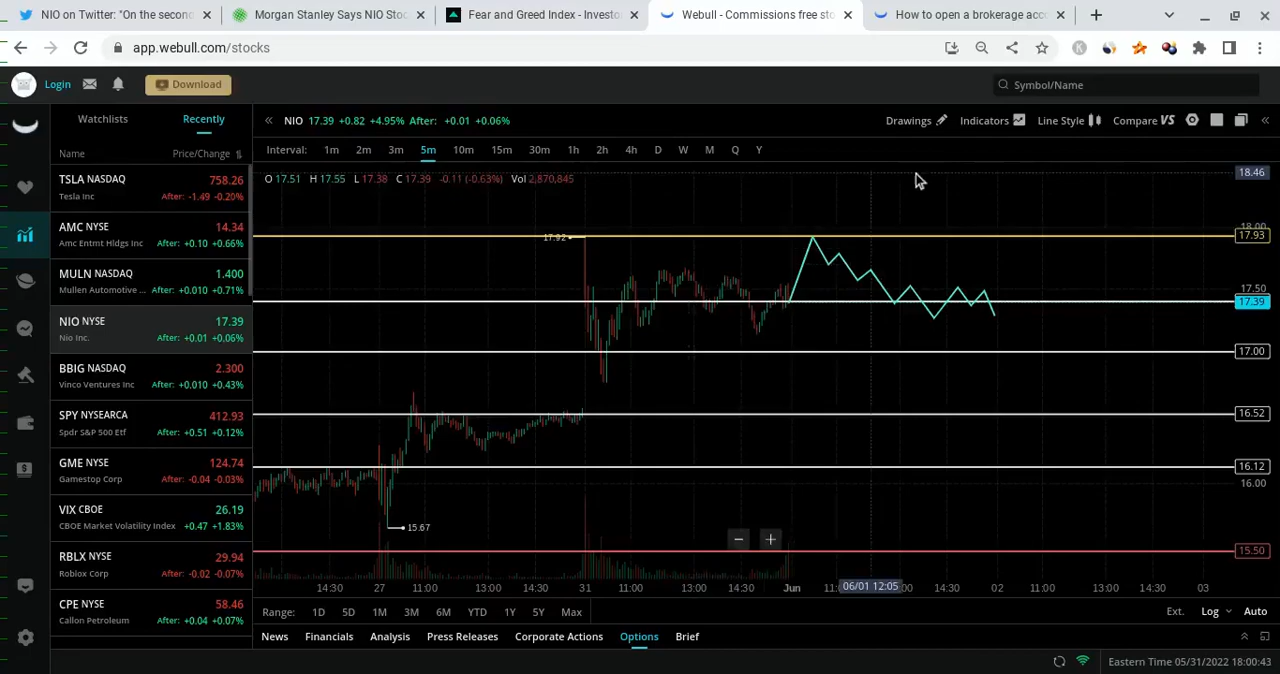 NIO on Twitter: "On the secon
Morgan Stanley Says NIO Stoc
Fear and Greed Index - Investo
Webull - Commissions free sto
How to open a brokerage acc
app.webull.com/stocks
K
Login
Download
Symbol/Name
Watchlists
Recently
Name
Price/Change
TSLA NASDAQ 758.26
Tesla Inc After: -1.49 -0.20%
AMC NYSE 14.34
Amc Entmt Hldgs Inc After: +0.10 +0.66%
MULN NASDAQ 1.400
Mullen Automotive ... After: +0.010 +0.71%
NIO NYSE 17.39
Nio Inc. After: +0.01 +0.06%
BBIG NASDAQ 2.300
Vinco Ventures Inc After: +0.010 +0.43%
SPY NYSEARCA 412.93
Spdr S&P 500 Etf After: +0.51 +0.12%
GME NYSE 124.74
Gamestop Corp After: -0.04 -0.03%
VIX CBOE 26.19
CBOE Market Volatility Index +0.47 +1.83%
RBLX NYSE 29.94
Roblox Corp After: -0.02 -0.07%
CPE NYSE 58.46
Callon Petroleum After: +0.04 +0.07%
NIO 17.39 +0.82 +4.95% After: +0.01 +0.06%
Drawings Indicators Line Style Compare VS
Interval: 1m 2m 3m 5m 10m 15m 30m 1h 2h 4h D W M Q Y
O 17.51 H 17.55 L 17.38 C 17.39 -0.11 (-0.63%) Vol 2,870,845
18.46
18.00
17.93
17.92
17.50
17.39
17.00
16.52
16.12
16.00
15.67
15.50
14:30 27 11:00 13:00 14:30 31 11:00 13:00 14:30 Jun 11: 06/01 12:05 :00 14:30 02 11:00 13:00 14:30 03
Range: 1D 5D 1M 3M 6M YTD 1Y 5Y Max
Ext. Log Auto
News Financials Analysis Press Releases Corporate Actions Options Brief
Eastern Time 05/31/2022 18:00:43